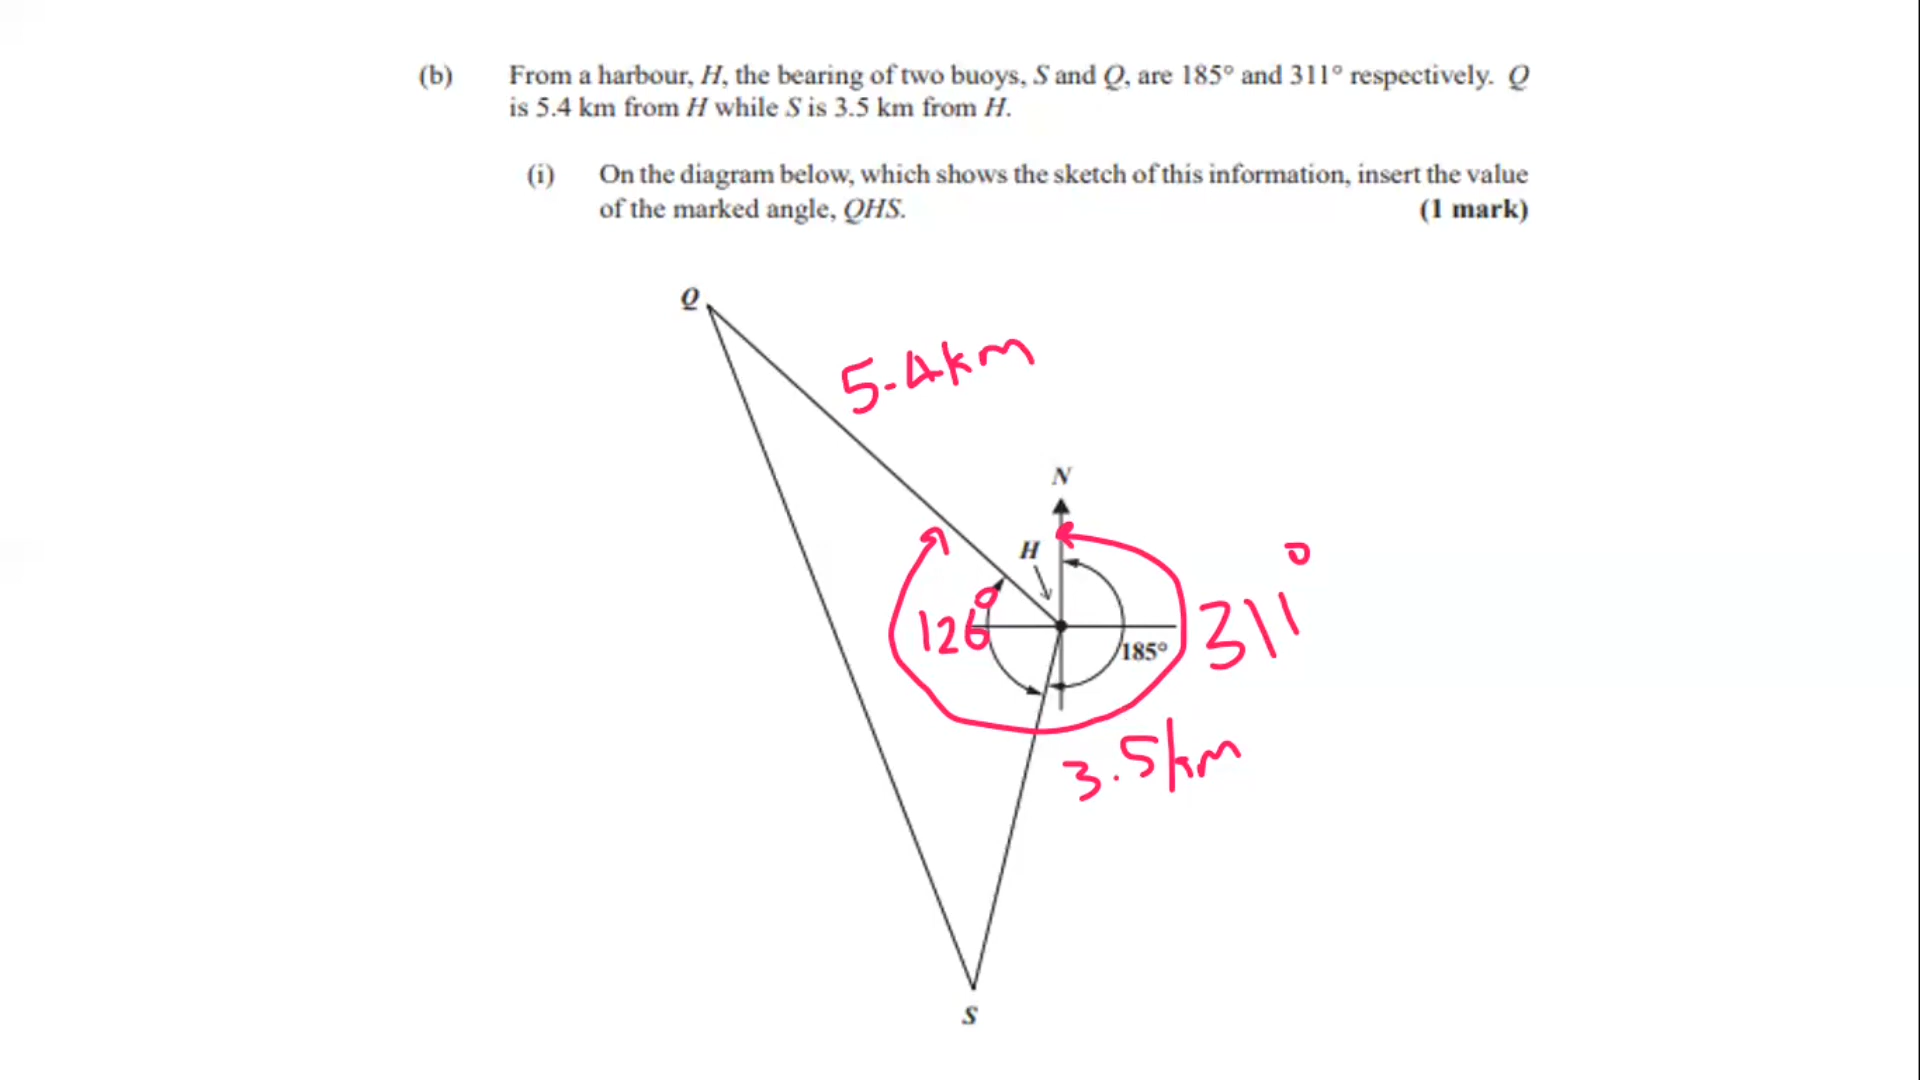 (b) From a harbour, H, the bearing of two buoys, S and Q, are 185° and 311° respectively. Q
is 5.4 km from H while S is 3.5 km from H.
(i) On the diagram below, which shows the sketch of this information, insert the value
of the marked angle, QHS. (1 mark)
Q
5.4km
N
H
311°
126°
185°
3.5km
S